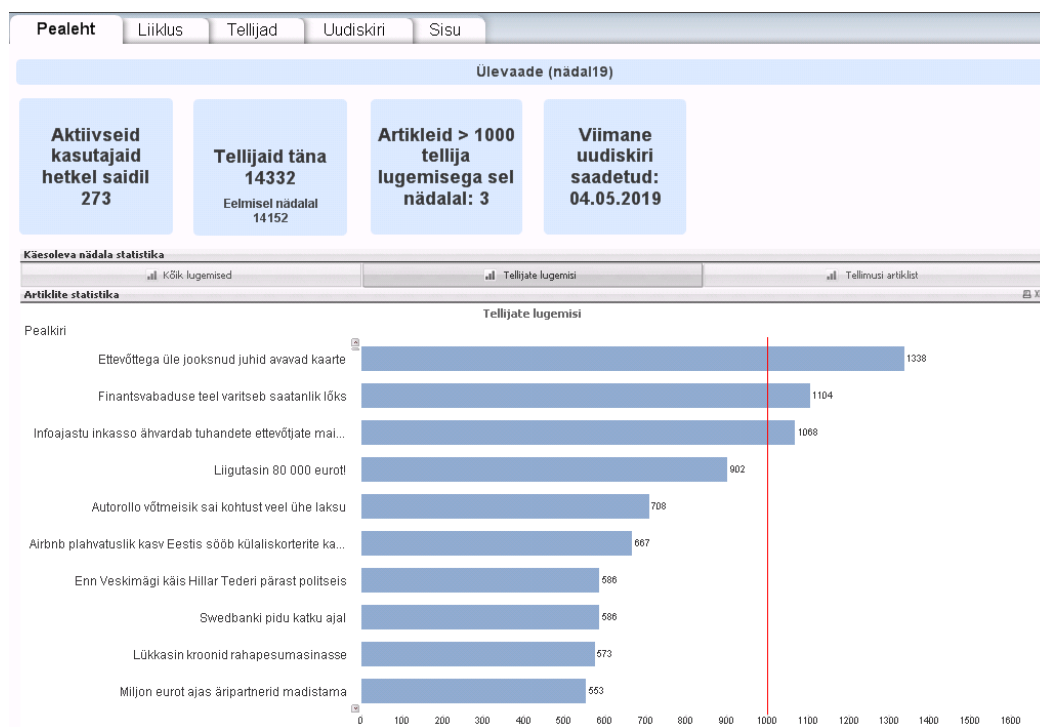 Pealeht Liiklus Tellijad Uudiskiri Sisu
Ülevaade (nädal19)
Aktiivseid
kasutajaid
hetkel saidil
273
Tellijaid täna
14332
Eelmisel nädalal
14152
Artikleid > 1000
tellija
lugemisega sel
nädalal: 3
Viimane
uudiskiri
saadetud:
04.05.2019
Käesoleva nädala statistika
Kõik lugemised Tellijate lugemisi Tellimusi artiklist
Artiklite statistika
Tellijate lugemisi
Pealkiri
Ettevõttega üle jooksnud juhid avavad kaarte 1338
Finantsvabaduse teel varitseb saatanlik lõks 1104
Infoajastu inkasso ähvardab tuhandete ettevõtjate mai... 1068
Liigutasin 80 000 eurot! 902
Autorollo võtmeisik sai kohtust veel ühe laksu 708
Airbnb plahvatuslik kasv Eestis sööb külaliskorterite ka... 667
Enn Veskimägi käis Hillar Tederi pärast politseis 586
Swedbanki pidu katku ajal 586
Lükkasin kroonid rahapesumasinasse 573
Miljon eurot ajas äripartnerid madistama 553
0 100 200 300 400 500 600 700 800 900 1000 1100 1200 1300 1400 1500 1600